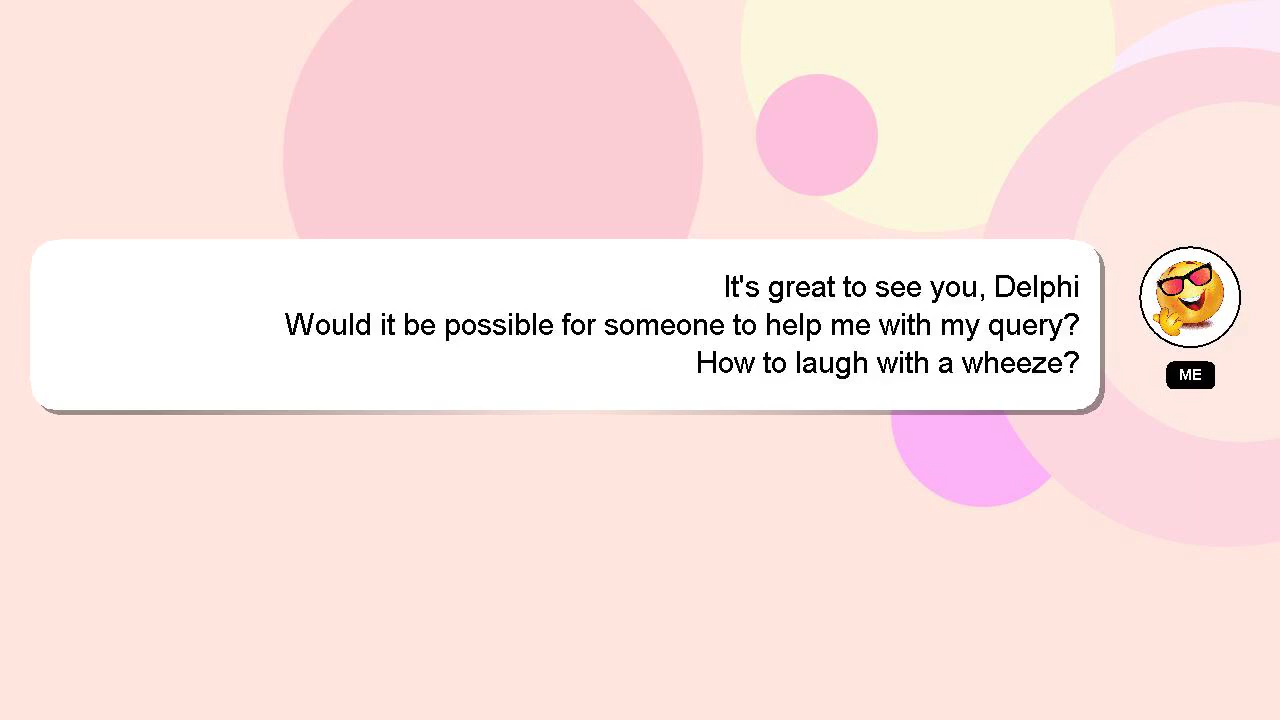 It's great to see you, Delphi
Would it be possible for someone to help me with my query?
How to laugh with a wheeze?
ME